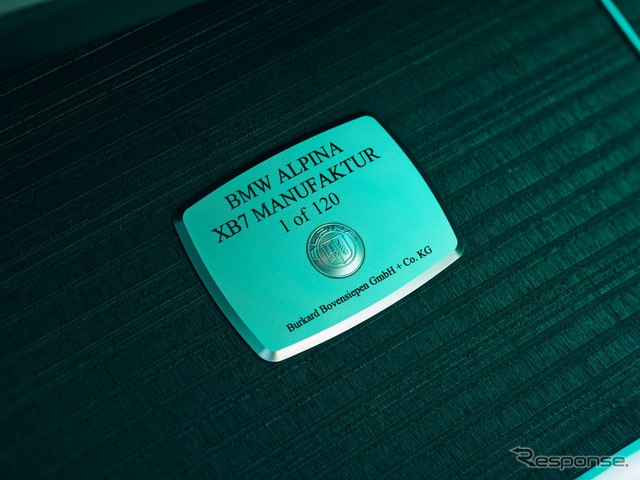 BMW ALPINA
XB7 MANUFAKTUR
1 of 120
Burkard Bovensiepen GmbH + Co. KG
Response.